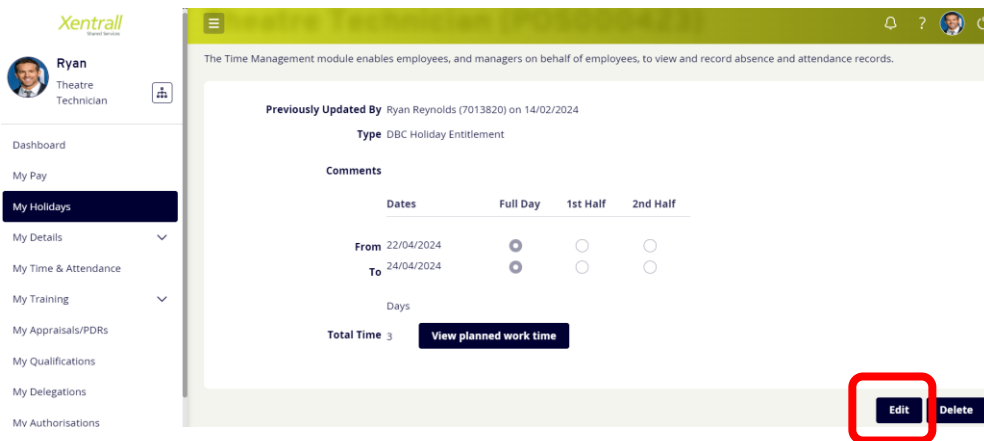 Xentrall
Shared Services
Theatre Technician (POS006423)
?
Ryan
Theatre
Technician
Dashboard
My Pay
My Holidays
My Details
My Time & Attendance
My Training
My Appraisals/PDRs
My Qualifications
My Delegations
My Authorisations
The Time Management module enables employees, and managers on behalf of employees, to view and record absence and attendance records.
Previously Updated By Ryan Reynolds (7013820) on 14/02/2024
Type DBC Holiday Entitlement
Comments
Dates Full Day 1st Half 2nd Half
From 22/04/2024
To 24/04/2024
Days
Total Time 3 View planned work time
Edit Delete